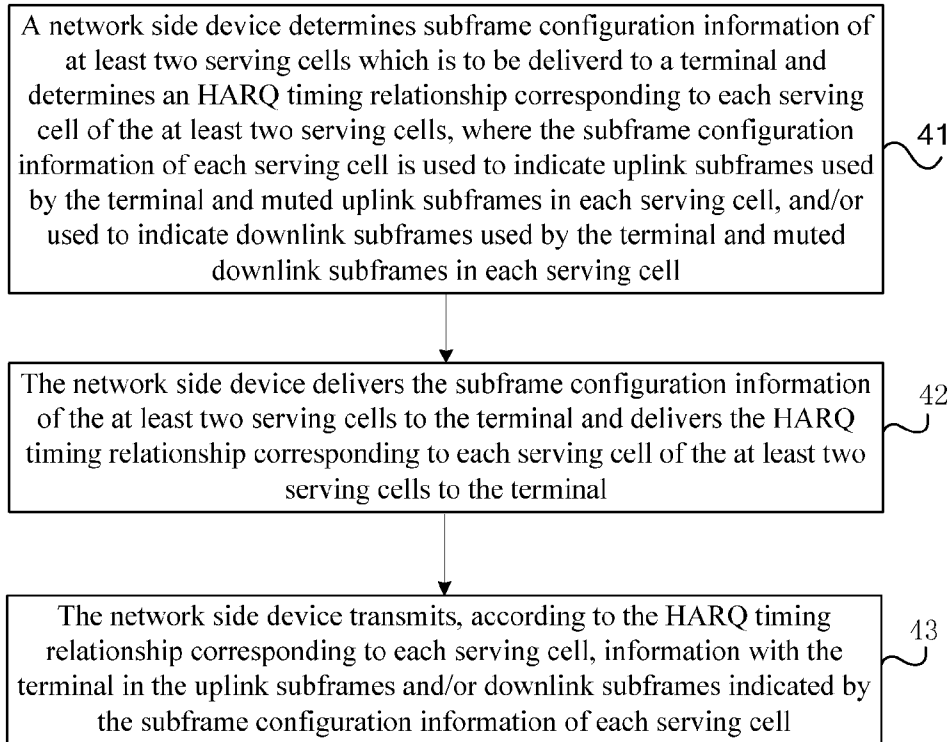 A network side device determines subframe configuration information of
at least two serving cells which is to be deliverd to a terminal and
determines an HARQ timing relationship corresponding to each serving
cell of the at least two serving cells, where the subframe configuration
information of each serving cell is used to indicate uplink subframes used
by the terminal and muted uplink subframes in each serving cell, and/or
used to indicate downlink subframes used by the terminal and muted
downlink subframes in each serving cell
41
The network side device delivers the subframe configuration information
of the at least two serving cells to the terminal and delivers the HARQ
timing relationship corresponding to each serving cell of the at least two
serving cells to the terminal
42
The network side device transmits, according to the HARQ timing
relationship corresponding to each serving cell, information with the
terminal in the uplink subframes and/or downlink subframes indicated by
the subframe configuration information of each serving cell
43